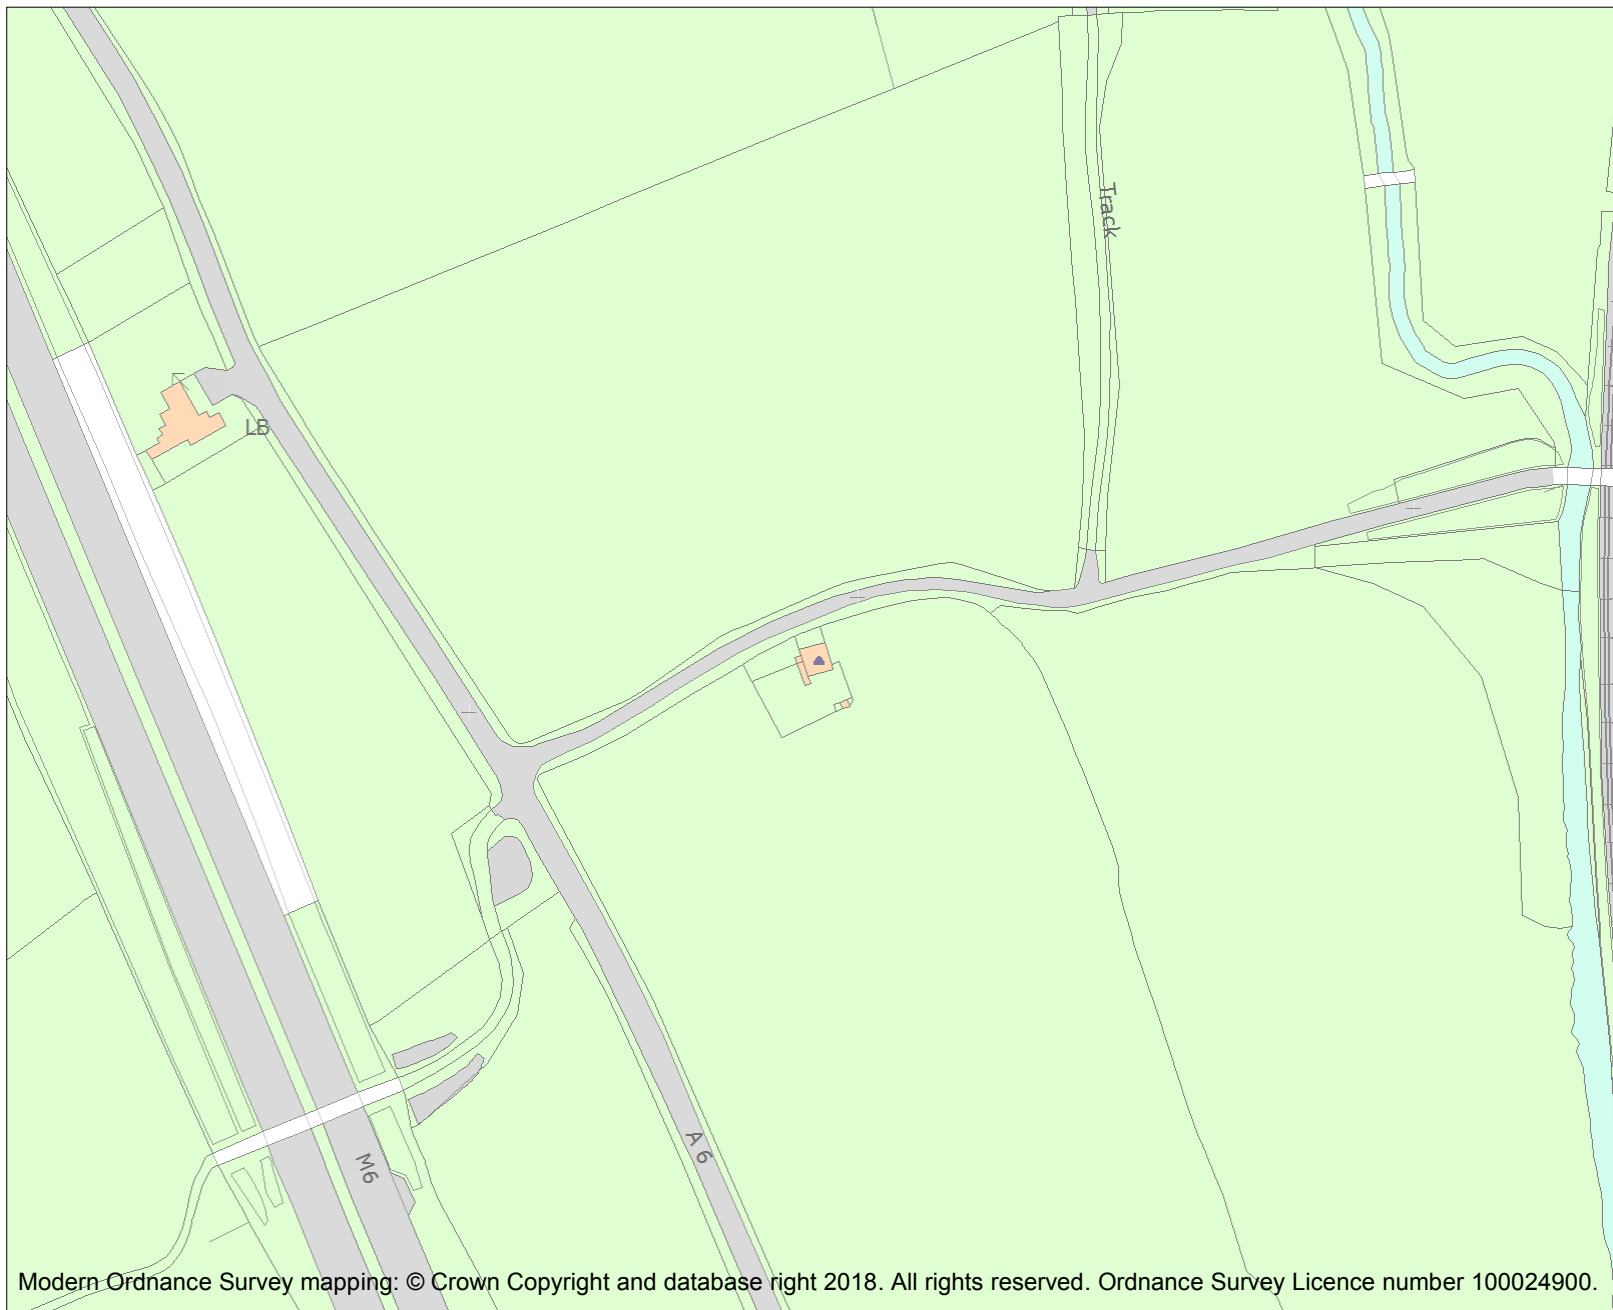 Track
LB
M6
A 6
Modern Ordnance Survey mapping: © Crown Copyright and database right 2018. All rights reserved. Ordnance Survey Licence number 100024900.